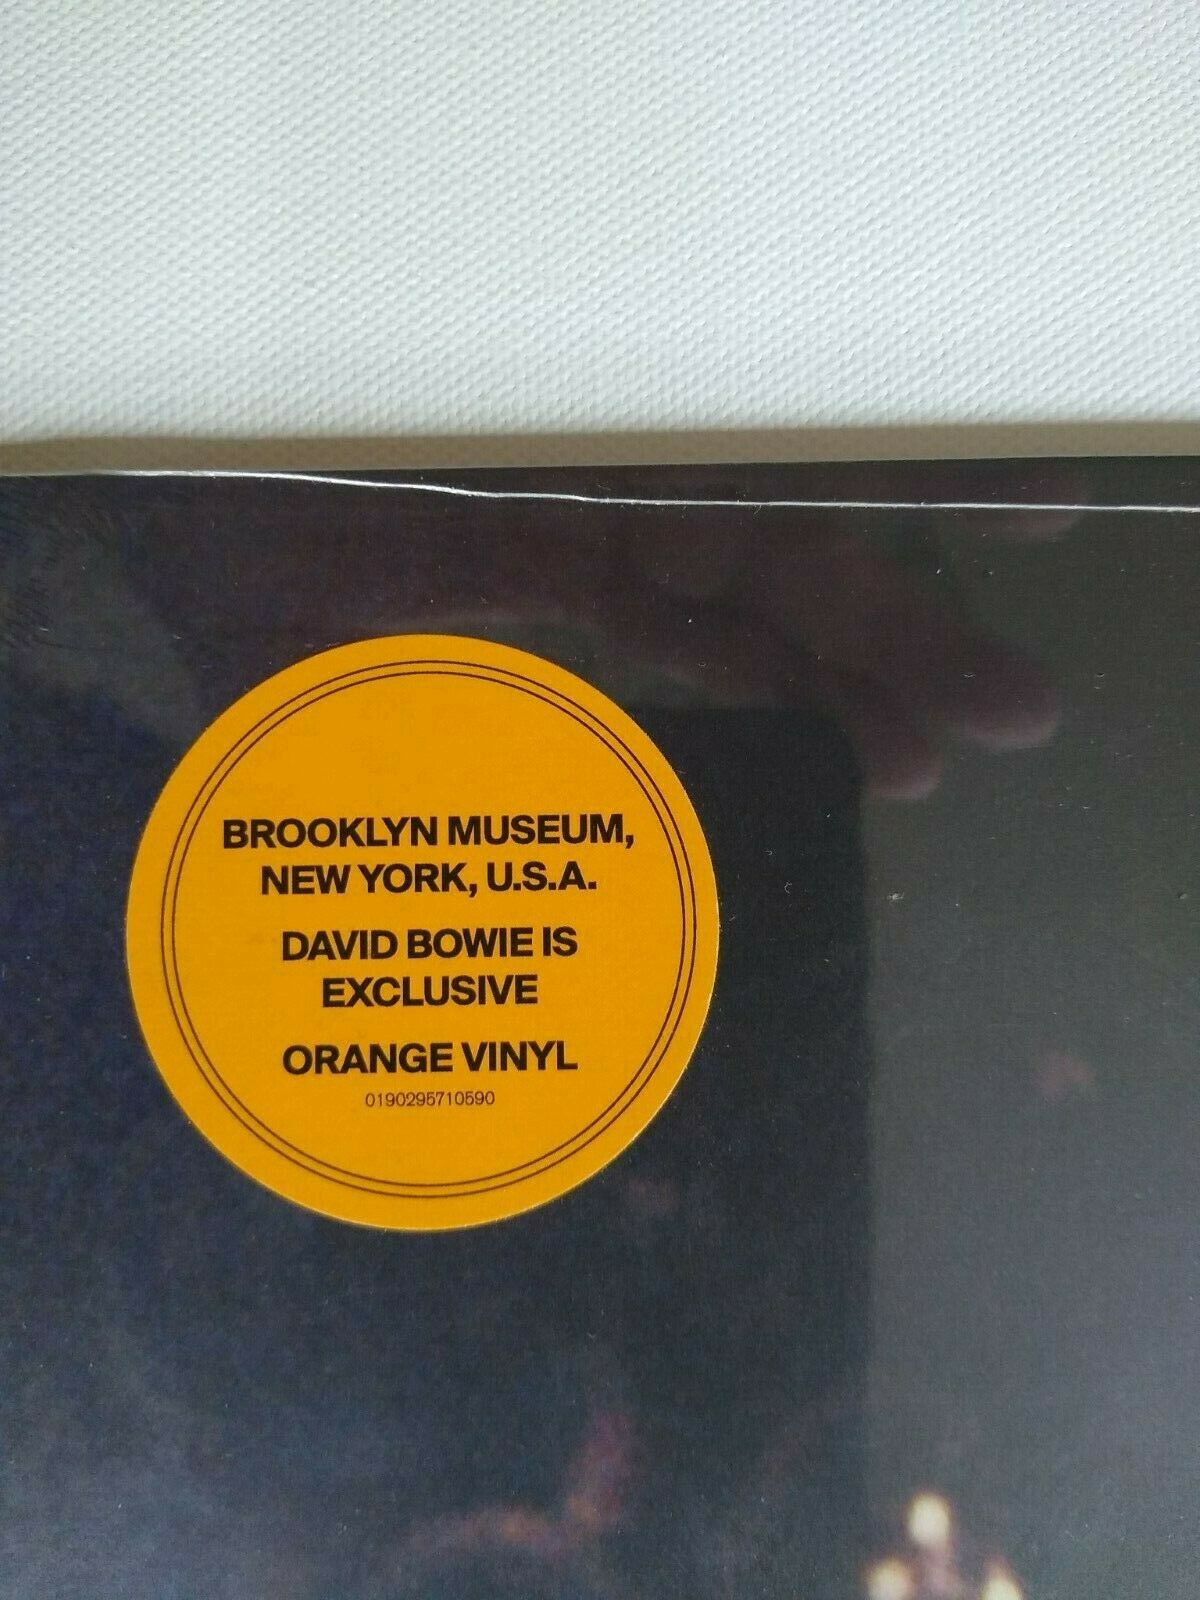 BROOKLYN MUSEUM,
NEW YORK, U.S.A.
DAVID BOWIE IS
EXCLUSIVE
ORANGE VINYL
0190295710590